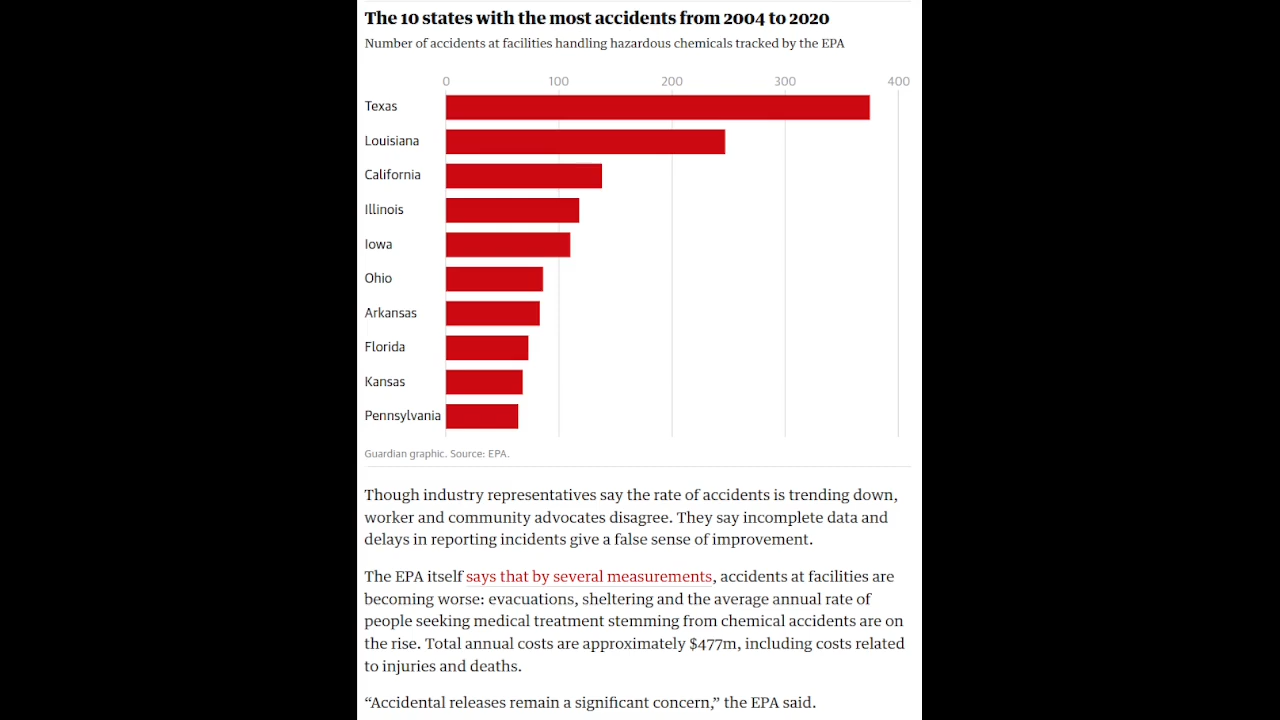 The 10 states with the most accidents from 2004 to 2020
Number of accidents at facilities handling hazardous chemicals tracked by the EPA
0 100 200 300 400
Texas
Louisiana
California
Illinois
Iowa
Ohio
Arkansas
Florida
Kansas
Pennsylvania
Guardian graphic. Source: EPA.
Though industry representatives say the rate of accidents is trending down,
worker and community advocates disagree. They say incomplete data and
delays in reporting incidents give a false sense of improvement.
The EPA itself says that by several measurements, accidents at facilities are
becoming worse: evacuations, sheltering and the average annual rate of
people seeking medical treatment stemming from chemical accidents are on
the rise. Total annual costs are approximately $477m, including costs related
to injuries and deaths.
“Accidental releases remain a significant concern,” the EPA said.